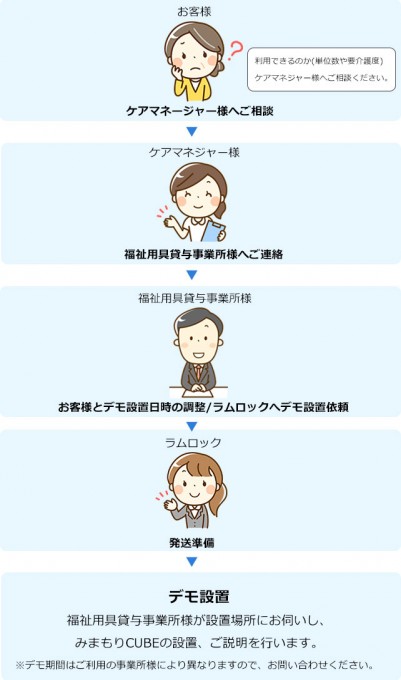 お客様
利用できるのか(単位数や要介護度)
ケアマネジャー様へご相談ください。
ケアマネージャー様へご相談
ケアマネジャー様
福祉用具貸与事業所様へご連絡
福祉用具貸与事業所様
お客様とデモ設置日時の調整/ラムロックへデモ設置依頼
ラムロック
発送準備
デモ設置
福祉用具貸与事業所様が設置場所にお伺いし、
みまもりCUBEの設置、ご説明を行います。
※デモ期間はご利用の事業所様により異なりますので、お問い合わせください。